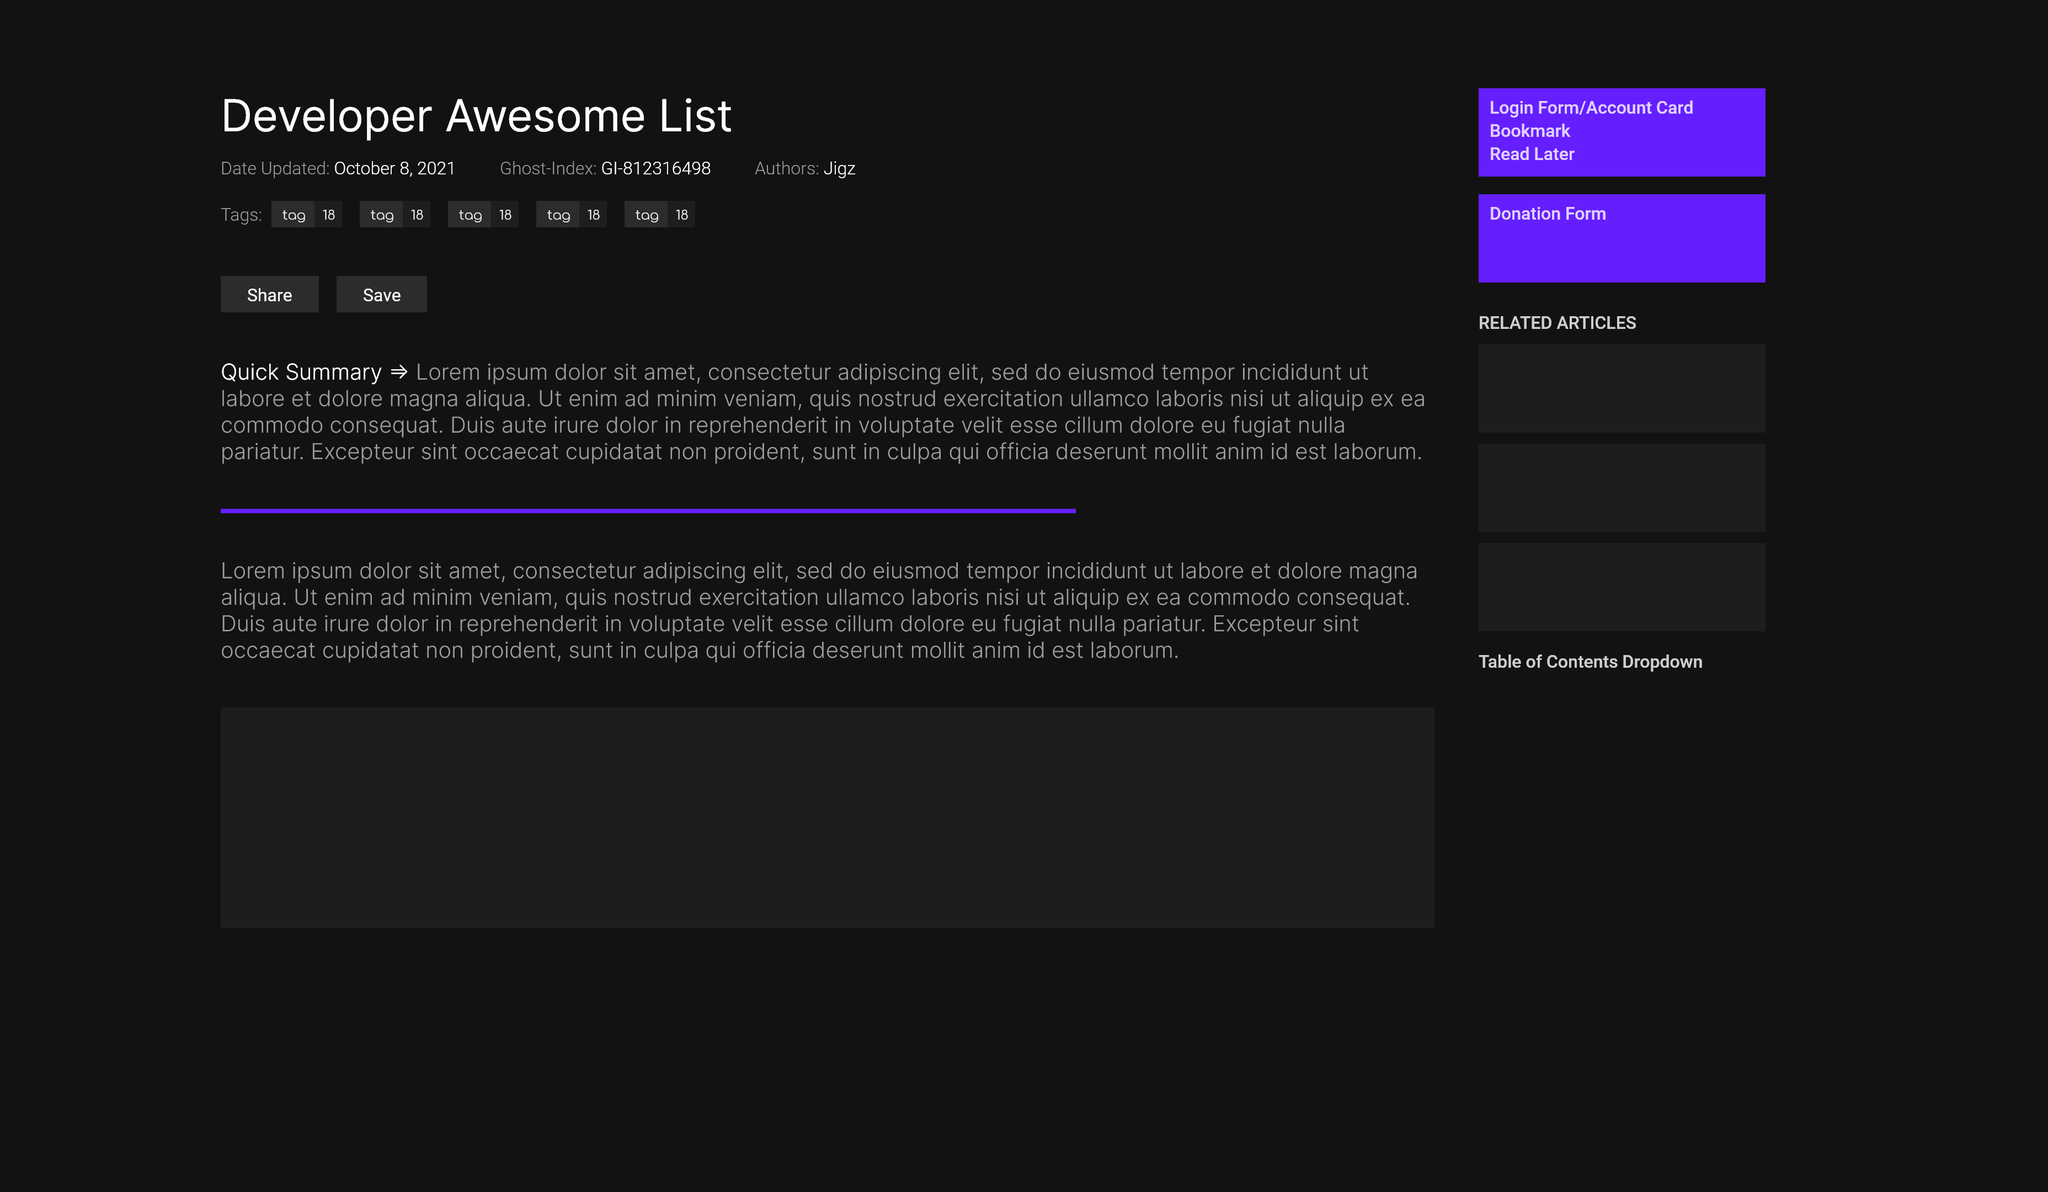 Developer Awesome List
Date Updated: October 8, 2021 Ghost-Index: GI-812316498 Authors: Jigz
Tags: tag 18 tag 18 tag 18 tag 18 tag 18
Share Save
Quick Summary ⇒ Lorem ipsum dolor sit amet, consectetur adipiscing elit, sed do eiusmod tempor incididunt ut
labore et dolore magna aliqua. Ut enim ad minim veniam, quis nostrud exercitation ullamco laboris nisi ut aliquip ex ea
commodo consequat. Duis aute irure dolor in reprehenderit in voluptate velit esse cillum dolore eu fugiat nulla
pariatur. Excepteur sint occaecat cupidatat non proident, sunt in culpa qui officia deserunt mollit anim id est laborum.
Lorem ipsum dolor sit amet, consectetur adipiscing elit, sed do eiusmod tempor incididunt ut labore et dolore magna
aliqua. Ut enim ad minim veniam, quis nostrud exercitation ullamco laboris nisi ut aliquip ex ea commodo consequat.
Duis aute irure dolor in reprehenderit in voluptate velit esse cillum dolore eu fugiat nulla pariatur. Excepteur sint
occaecat cupidatat non proident, sunt in culpa qui officia deserunt mollit anim id est laborum.
Login Form/Account Card
Bookmark
Read Later
Donation Form
RELATED ARTICLES
Table of Contents Dropdown